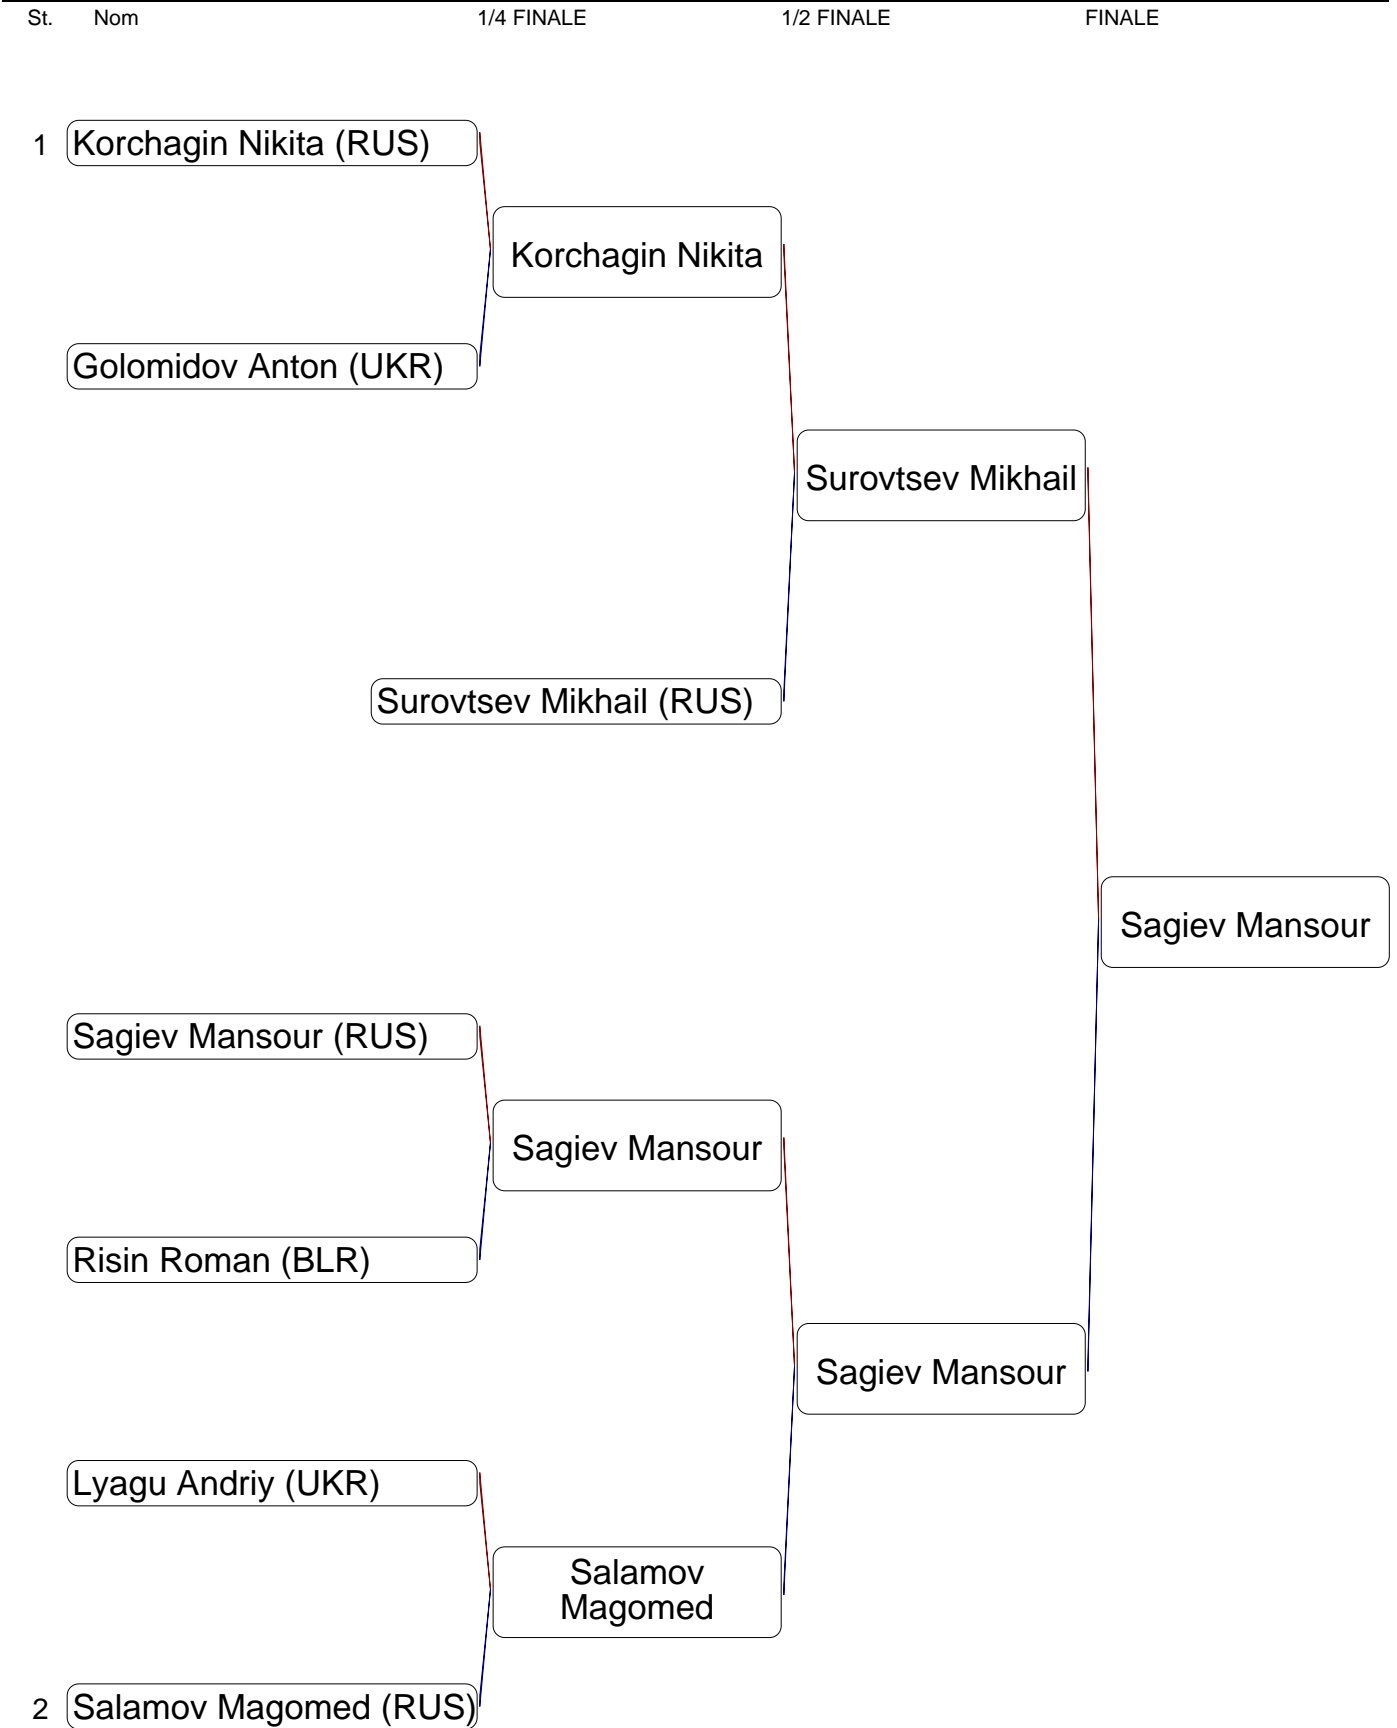 St. Nom 1/4 FINALE 1/2 FINALE FINALE
1 Korchagin Nikita (RUS)
Korchagin Nikita
Golomidov Anton (UKR)
Surovtsev Mikhail
Surovtsev Mikhail (RUS)
Sagiev Mansour
Sagiev Mansour (RUS)
Sagiev Mansour
Risin Roman (BLR)
Sagiev Mansour
Lyagu Andriy (UKR)
Salamov
Magomed
2 Salamov Magomed (RUS)